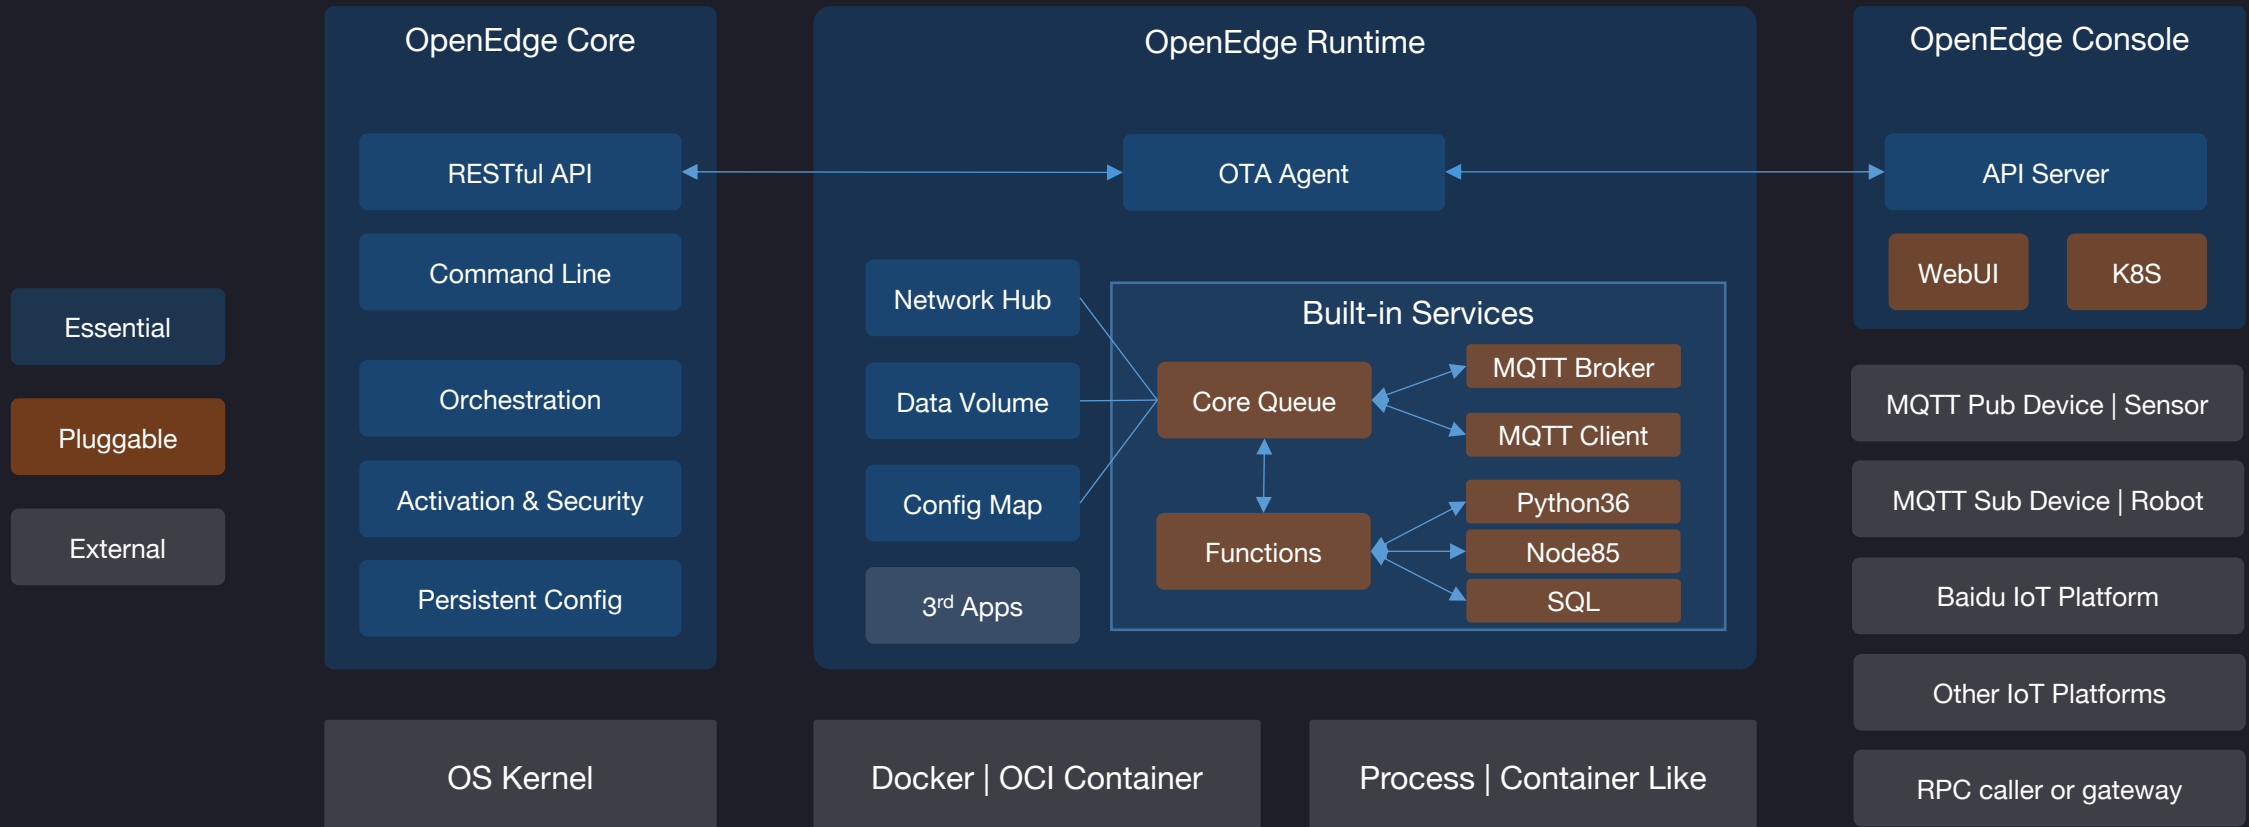 OpenEdge Core
RESTful API
Command Line
Orchestration
Activation & Security
Persistent Config
OpenEdge Runtime
OTA Agent
Network Hub
Data Volume
Config Map
3rd Apps
Built-in Services
Core Queue
Functions
MQTT Broker
MQTT Client
Python36
Node85
SQL
OpenEdge Console
API Server
WebUI
K8S
Essential
Pluggable
External
MQTT Pub Device | Sensor
MQTT Sub Device | Robot
Baidu IoT Platform
Other IoT Platforms
RPC caller or gateway
OS Kernel
Docker | OCI Container
Process | Container Like